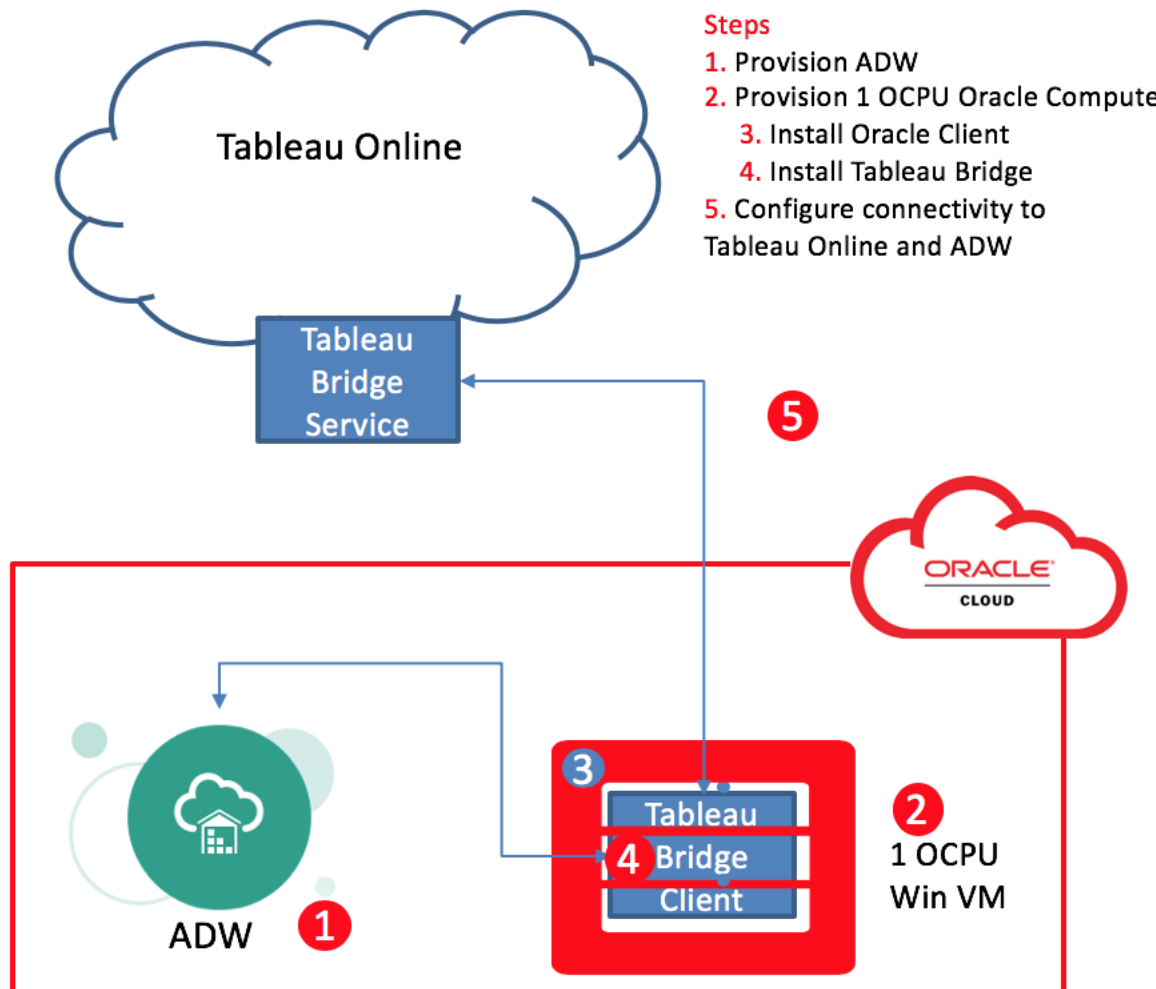 Steps
1. Provision ADW
2. Provision 1 OCPU Oracle Compute
3. Install Oracle Client
4. Install Tableau Bridge
5. Configure connectivity to
Tableau Online and ADW
Tableau Online
Tableau
Bridge
Service
5
ORACLE
CLOUD
3
Tableau
4 Bridge
Client
2
1 OCPU
Win VM
ADW
1